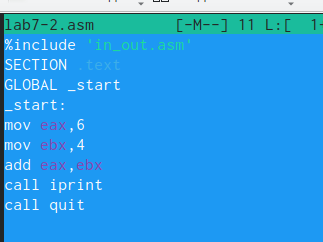 lab7-2.asm [-M--] 11 L:[ 1-
%include 'in_out.asm'
SECTION .text
GLOBAL _start
_start:
mov eax,6
mov ebx,4
add eax,ebx
call iprint
call quit